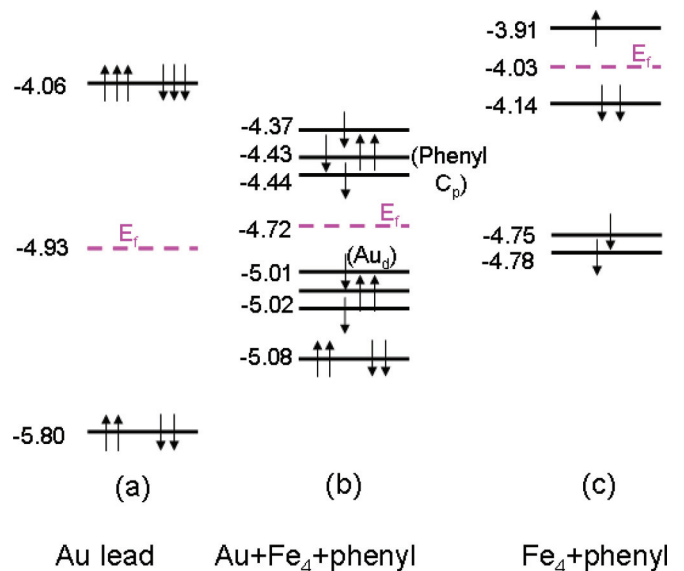 -4.06
E_f
-4.93
-5.80
(a)
Au lead
-4.37
-4.43
(Phenyl
-4.44
C_p)
E_f
-4.72
(Au_d)
-5.01
-5.02
-5.08
(b)
Au+Fe_4+phenyl
-3.91
E_f
-4.03
-4.14
-4.75
-4.78
(c)
Fe_4+phenyl